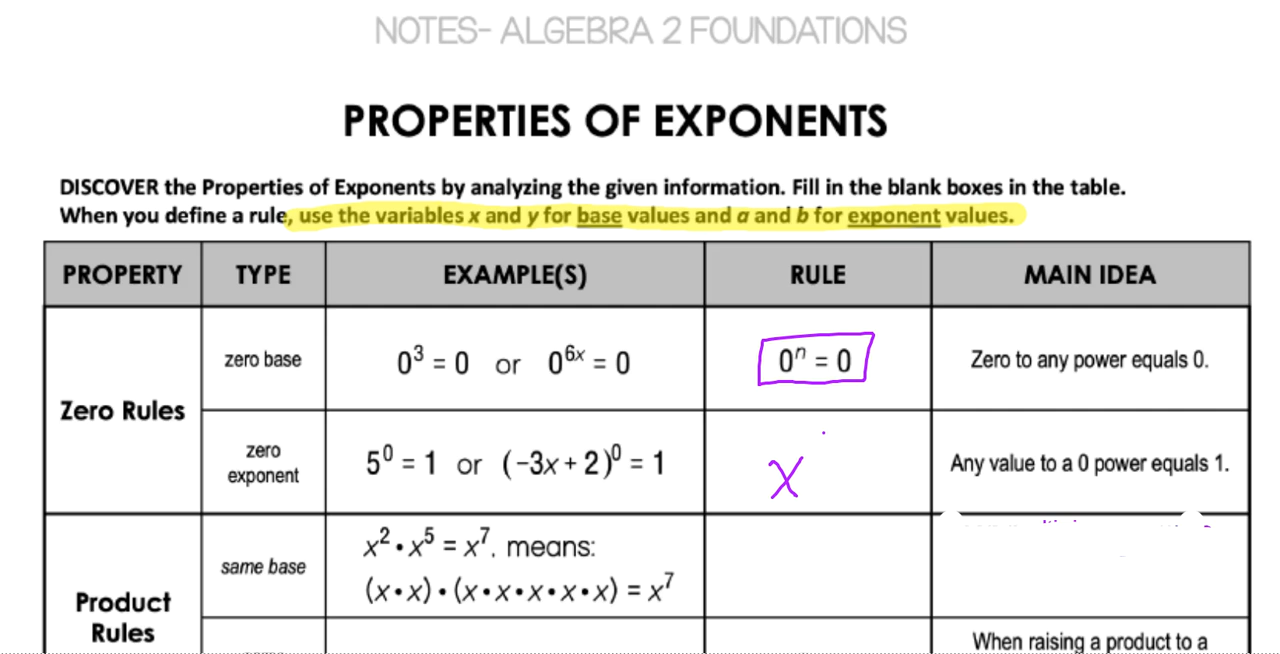 NOTES- ALGEBRA 2 FOUNDATIONS
PROPERTIES OF EXPONENTS
DISCOVER the Properties of Exponents by analyzing the given information. Fill in the blank boxes in the table.
When you define a rule, use the variables x and y for base values and a and b for exponent values.
PROPERTY TYPE EXAMPLE(S) RULE MAIN IDEA
Zero Rules
zero base
0³ = 0 or 0⁶ˣ = 0
0ⁿ = 0
Zero to any power equals 0.
zero
exponent
5⁰ = 1 or (−3x + 2)⁰ = 1
x
Any value to a 0 power equals 1.
Product
Rules
same base
x² • x⁵ = x⁷, means:
(x•x) • (x•x•x•x•x) = x⁷
When raising a product to a